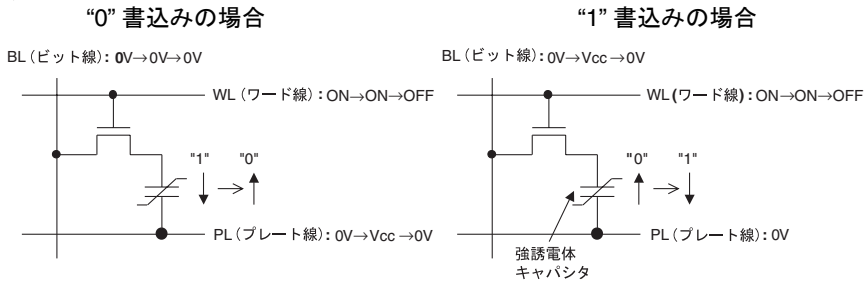 “0” 書込みの場合
BL（ビット線）：0V→0V→0V
WL（ワード線）：ON→ON→OFF
"1" "0"
→
PL（プレート線）：0V→Vcc→0V
“1” 書込みの場合
BL（ビット線）：0V→Vcc→0V
WL(ワード線)：ON→ON→OFF
"0" "1"
→
PL（プレート線）：0V
強誘電体
キャパシタ